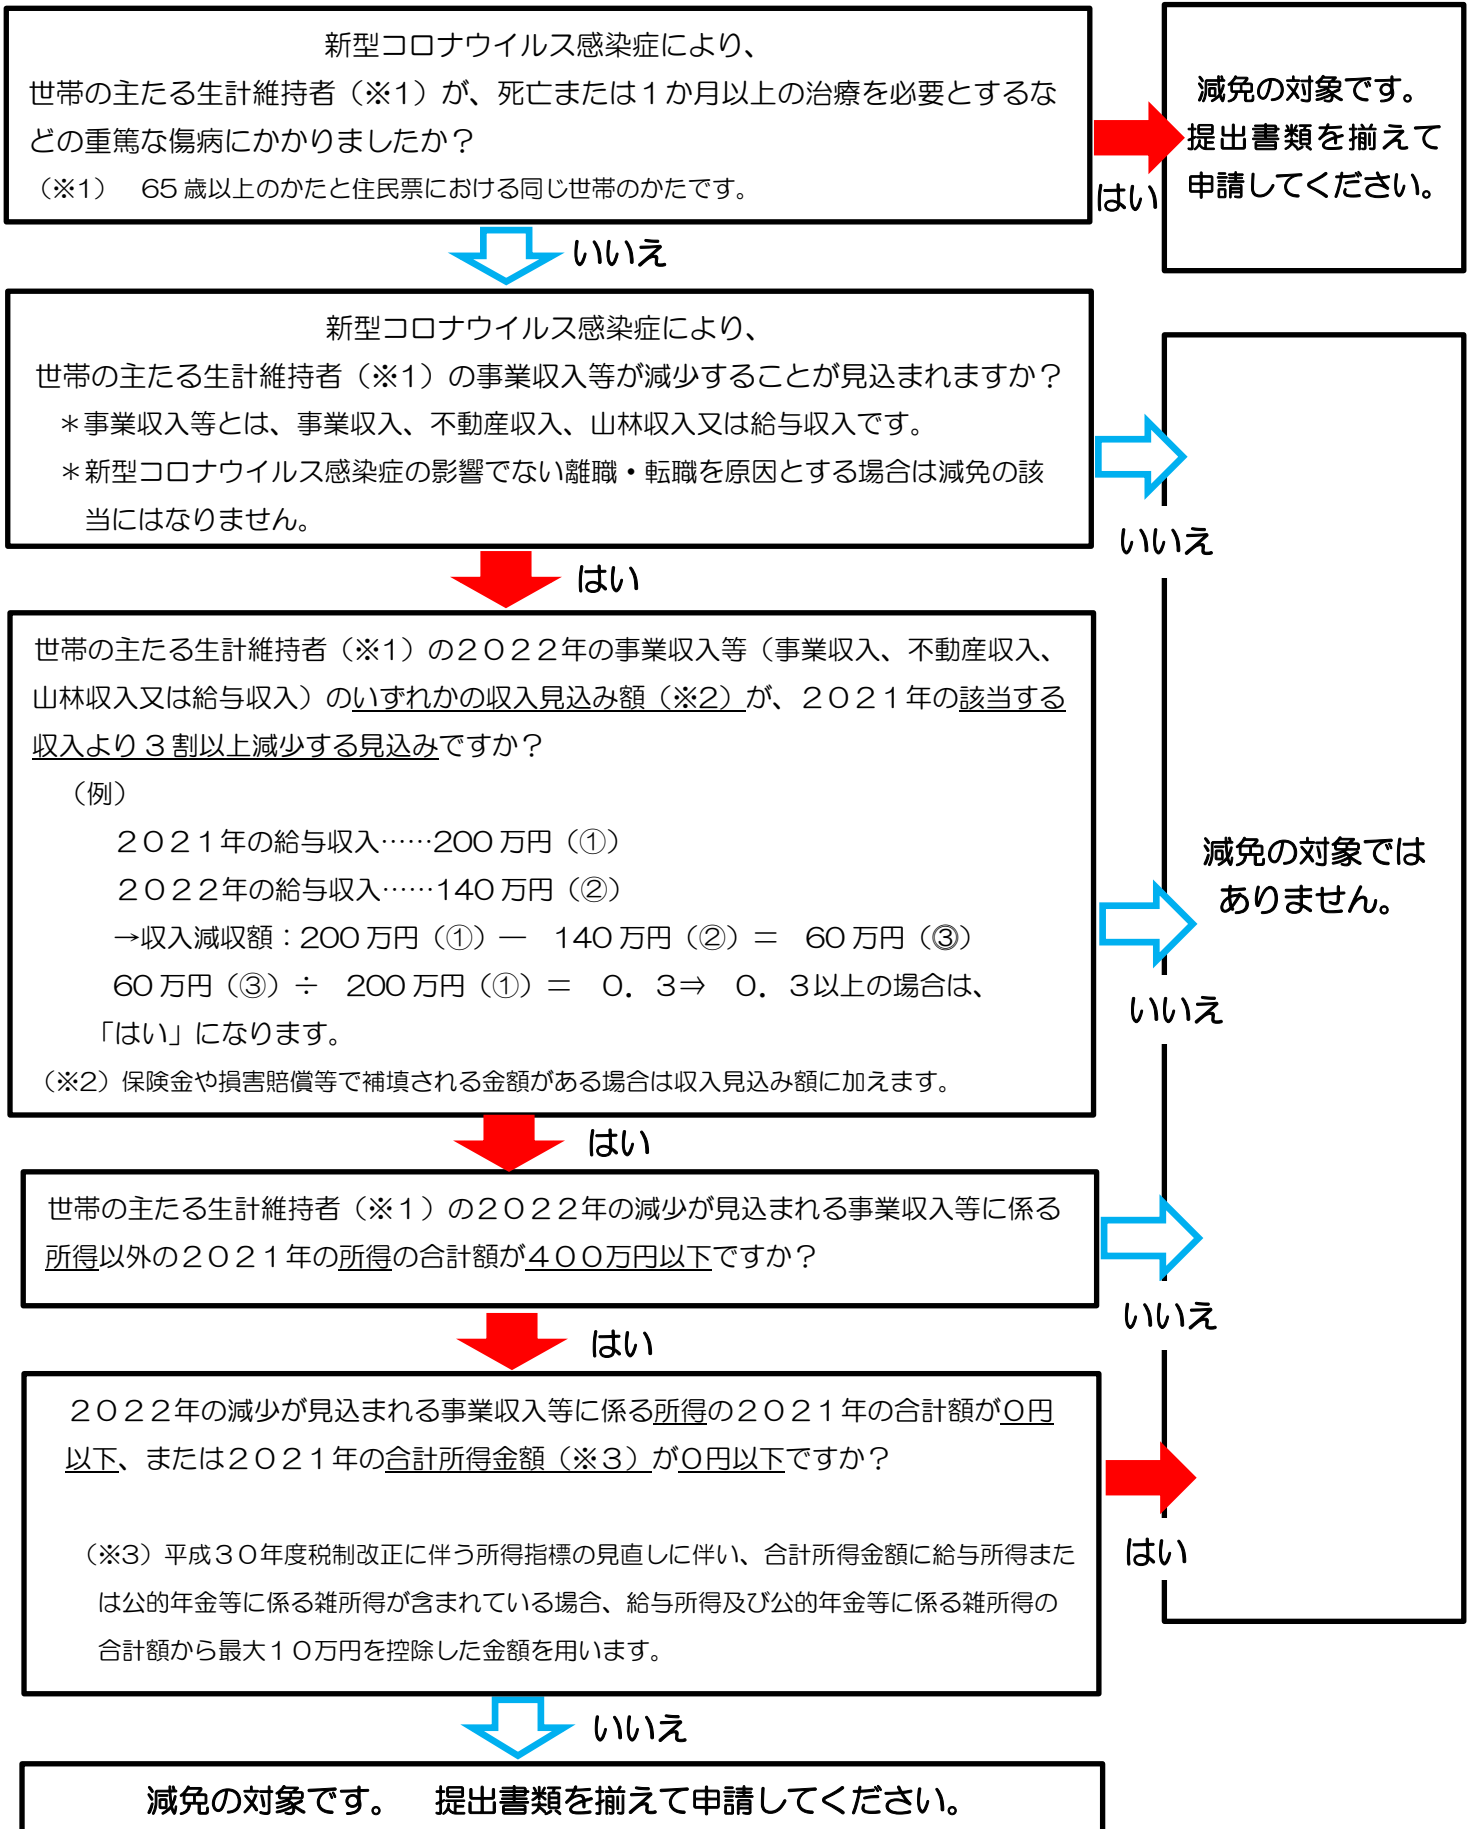 新型コロナウイルス感染症により、
世帯の主たる生計維持者（※1）が、死亡または１か月以上の治療を必要とするな
どの重篤な傷病にかかりましたか？
（※1）　65 歳以上のかたと住民票における同じ世帯のかたです。
はい
減免の対象です。
提出書類を揃えて
申請してください。
いいえ
新型コロナウイルス感染症により、
世帯の主たる生計維持者（※1）の事業収入等が減少することが見込まれますか？
＊事業収入等とは、事業収入、不動産収入、山林収入又は給与収入です。
＊新型コロナウイルス感染症の影響でない離職・転職を原因とする場合は減免の該
当にはなりません。
いいえ
はい
世帯の主たる生計維持者（※1）の２０２２年の事業収入等（事業収入、不動産収入、
山林収入又は給与収入）のいずれかの収入見込み額（※2）が、２０２１年の該当する
収入より３割以上減少する見込みですか？
（例）
２０２１年の給与収入……200 万円（①）
２０２２年の給与収入……140 万円（②）
→収入減収額：200 万円（①）―　140 万円（②）＝　60 万円（③）
60 万円（③）÷　200 万円（①）＝　０．３⇒　０．３以上の場合は、
「はい」になります。
（※2）保険金や損害賠償等で補填される金額がある場合は収入見込み額に加えます。
いいえ
減免の対象では
ありません。
はい
世帯の主たる生計維持者（※１）の２０２２年の減少が見込まれる事業収入等に係る
所得以外の２０２１年の所得の合計額が４００万円以下ですか？
いいえ
はい
２０２２年の減少が見込まれる事業収入等に係る所得の２０２１年の合計額が０円
以下、または２０２１年の合計所得金額（※３）が０円以下ですか？
（※3）平成３０年度税制改正に伴う所得指標の見直しに伴い、合計所得金額に給与所得また
は公的年金等に係る雑所得が含まれている場合、給与所得及び公的年金等に係る雑所得の
合計額から最大１０万円を控除した金額を用います。
はい
いいえ
減免の対象です。　提出書類を揃えて申請してください。